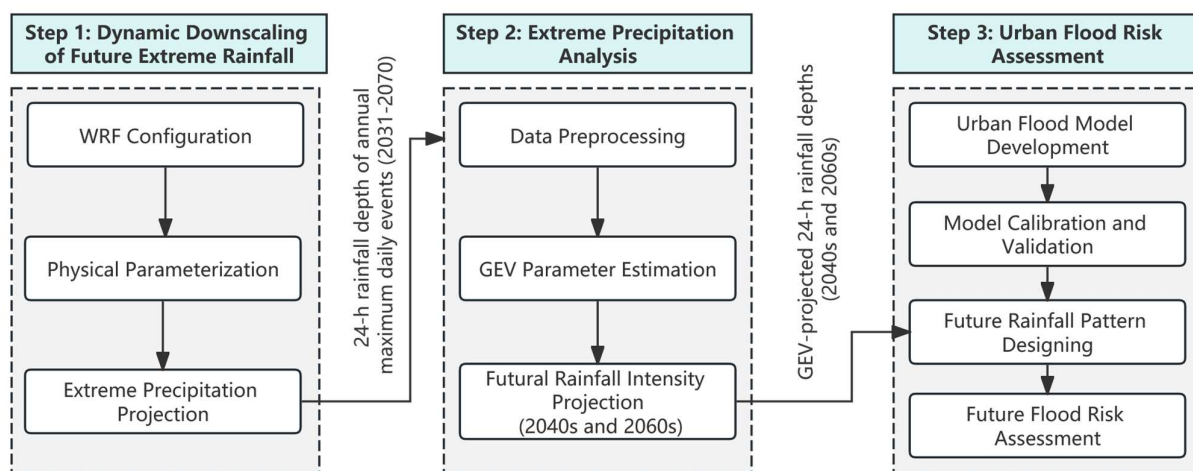 Step 1: Dynamic Downscaling
of Future Extreme Rainfall
WRF Configuration
Physical Parameterization
Extreme Precipitation
Projection
24-h rainfall depth of annual
maximum daily events (2031-2070)
Step 2: Extreme Precipitation
Analysis
Data Preprocessing
GEV Parameter Estimation
Futural Rainfall Intensity
Projection
(2040s and 2060s)
GEV-projected 24-h rainfall depths
(2040s and 2060s)
Step 3: Urban Flood Risk
Assessment
Urban Flood Model
Development
Model Calibration and
Validation
Future Rainfall Pattern
Designing
Future Flood Risk
Assessment